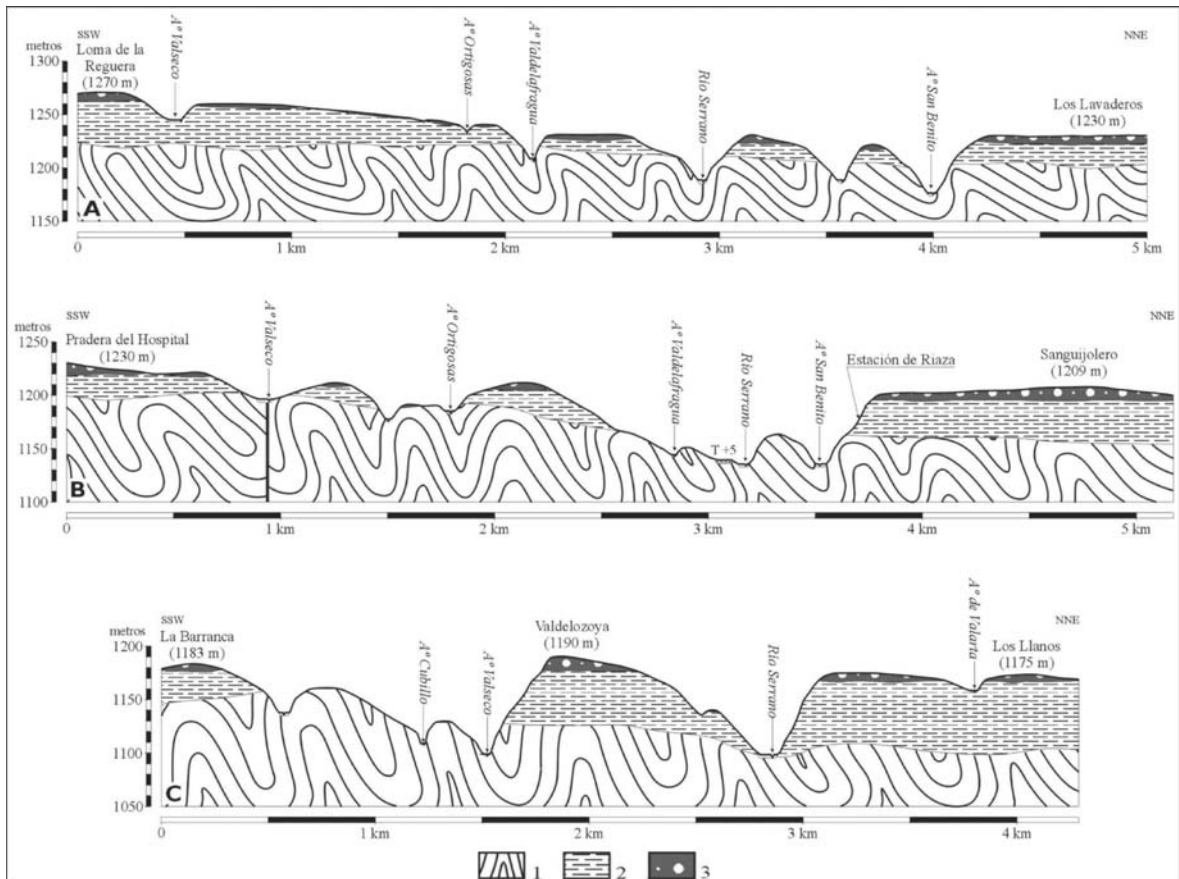 SSW
NNE
metros
Loma de la
Reguera
(1270 m)
Aº Valseco
Aº Ortigosas
Aº Valdelafragua
Río Serrano
Aº San Benito
Los Lavaderos
(1230 m)
1300
1250
1200
1150
A
0
1 km
2 km
3 km
4 km
5 km
SSW
NNE
metros
Pradera del Hospital
(1230 m)
Aº Valseco
Aº Ortigosas
Aº Valdelafragua
Río Serrano
Aº San Benito
Estación de Riaza
Sanguijolero
(1209 m)
1250
1200
1150
1100
T +5
B
0
1 km
2 km
3 km
4 km
5 km
SSW
NNE
metros
La Barranca
(1183 m)
Aº Cubillo
Aº Valseco
Valdelozoya
(1190 m)
Río Serrano
Aº de Valarta
Los Llanos
(1175 m)
1200
1150
1100
1050
C
0
1 km
2 km
3 km
4 km
1
2
3